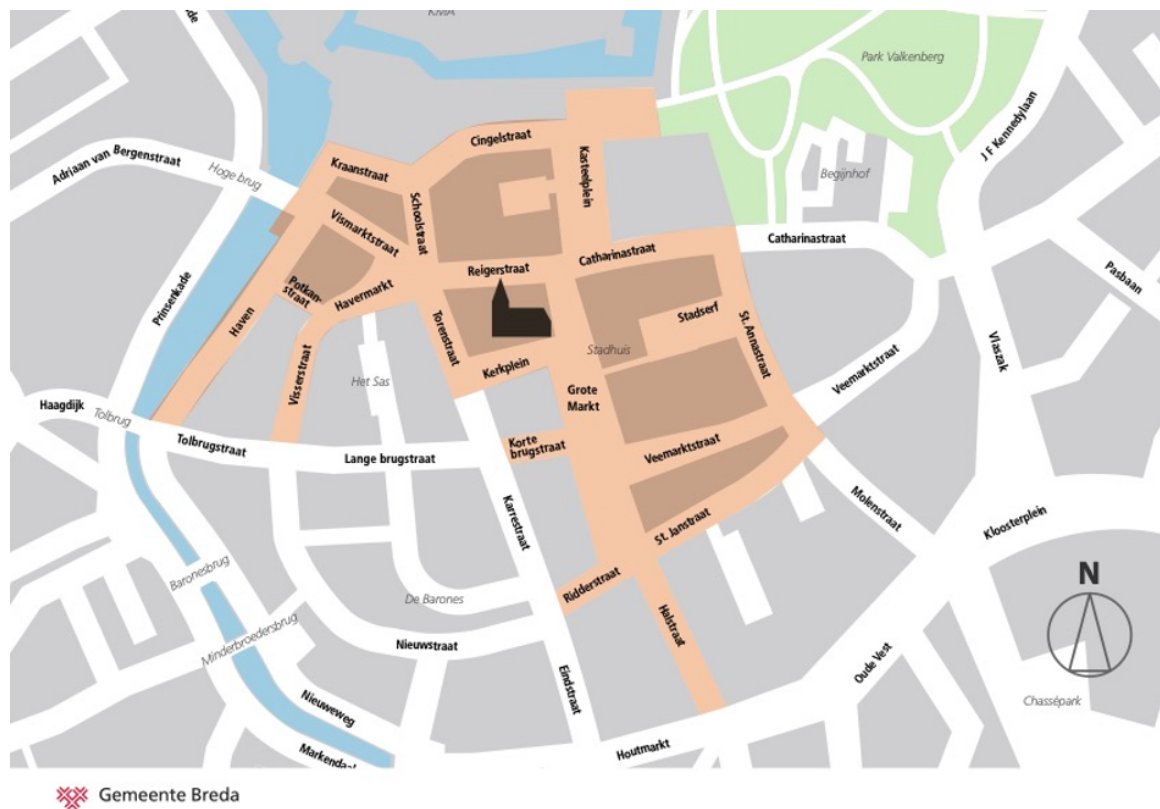 KMA
Park Valkenberg
J F Kennedylaan
Cingelstraat
Adriaan van Bergenstraat
Hoge brug
Kraanstraat
Schoolstraat
Kasteelplein
Begijnhof
Vismarktstraat
Catharinastraat
Catharinastraat
Reigerstraat
Pasbaan
Potkan-
straat
Havermarkt
Prinsenkade
Haven
Torenstraat
Stadserf
St. Annastraat
Vlaszak
Stadhuis
Kerkplein
Visserstraat
Het Sas
Veemarktstraat
Grote
Markt
Haagdijk
Tolbrug
Tolbrugstraat
Lange brugstraat
Korte
brugstraat
Veemarktstraat
Karrestraat
St. Janstraat
Molenstraat
Kloosterplein
Baronesbrug
De Barones
Ridderstraat
Halstraat
N
Minderbroedersbrug
Nieuwstraat
Eindstraat
Oude Vest
Chassépark
Nieuweweg
Houtmarkt
Gemeente Breda